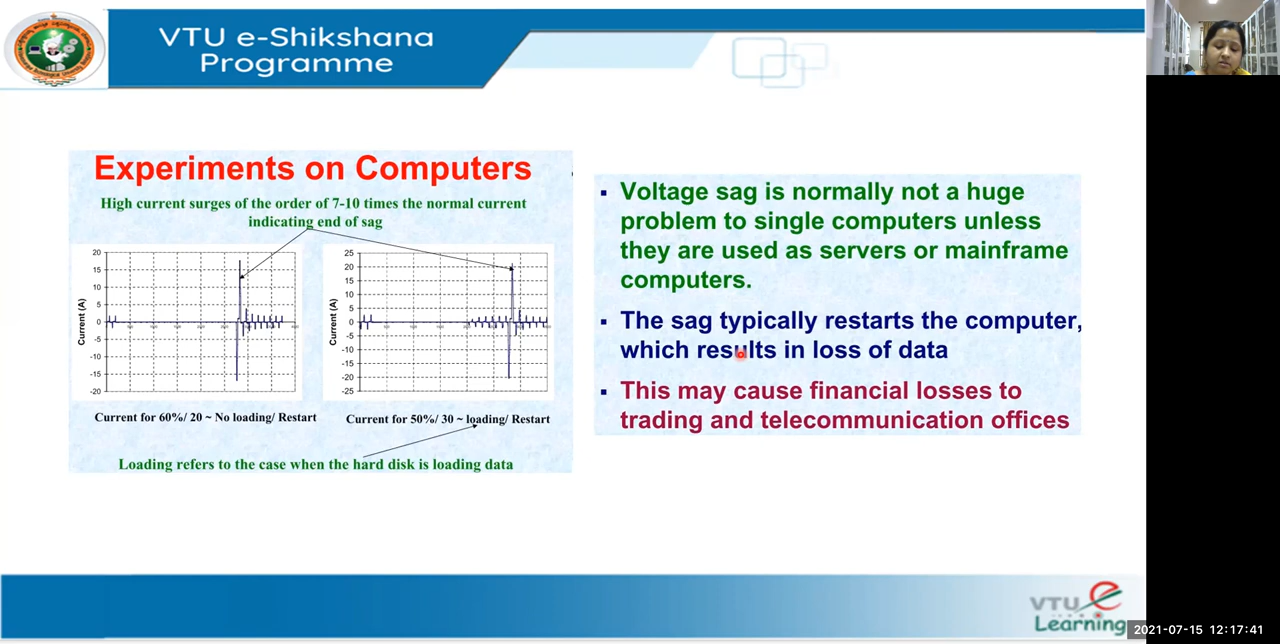 VTU e-Shikshana
Programme
Experiments on Computers
High current surges of the order of 7-10 times the normal current
indicating end of sag
20
15
10
5
0
-5
-10
-15
-20
Current (A)
25
20
15
10
5
0
-5
-10
-15
-20
-25
Current (A)
Current for 60%/ 20 ~ No loading/ Restart
Current for 50%/ 30 ~ loading/ Restart
Loading refers to the case when the hard disk is loading data
▪ Voltage sag is normally not a huge
problem to single computers unless
they are used as servers or mainframe
computers.
▪ The sag typically restarts the computer,
which results in loss of data
▪ This may cause financial losses to
trading and telecommunication offices
VTU e
Learning
2021-07-15 12:17:41